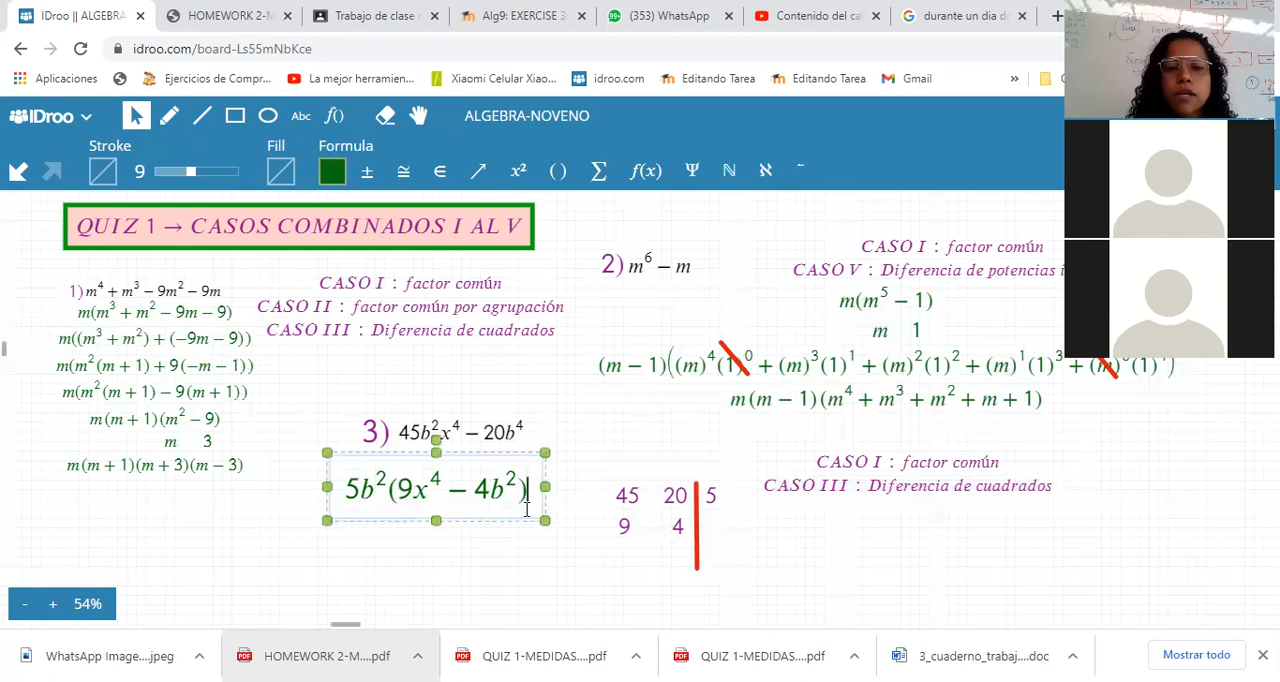 IDroo || ALGEBRA
HOMEWORK 2-M
Trabajo de clase
Alg9: EXERCISE 3
(353) WhatsApp
Contenido del ca
durante un dia d
idroo.com/board-Ls55mNbKce
Aplicaciones
Ejercicios de Compr...
La mejor herramien...
Xiaomi Celular Xiao...
idroo.com
Editando Tarea
Editando Tarea
Gmail
»
IDroo
Abc
f()
ALGEBRA-NOVENO
Stroke
Fill
Formula
9
± ≅ ∈ ↗ x² ( ) ∑ f(x) Ψ ℕ ℵ ~
QUIZ 1 → CASOS COMBINADOS I AL V
1) m⁴ + m³ − 9m² − 9m
m(m³ + m² − 9m − 9)
m((m³ + m²) + (−9m − 9))
m(m²(m + 1) + 9(−m − 1))
m(m²(m + 1) − 9(m + 1))
m(m + 1)(m² − 9)
m 3
m(m + 1)(m + 3)(m − 3)
CASO I : factor común
CASO II : factor común por agrupación
CASO III : Diferencia de cuadrados
2) m⁶ − m
CASO I : factor común
CASO V : Diferencia de potencias i
m(m⁵ − 1)
m 1
(m − 1)((m)⁴(1)⁰ + (m)³(1)¹ + (m)²(1)² + (m)¹(1)³ + (m)⁰(1)⁴)
m(m − 1)(m⁴ + m³ + m² + m + 1)
3) 45b²x⁴ − 20b⁴
5b²(9x⁴ − 4b²)
45 20 5
9 4
CASO I : factor común
CASO III : Diferencia de cuadrados
- + 54%
WhatsApp Image....jpeg
HOMEWORK 2-M....pdf
QUIZ 1-MEDIDAS....pdf
QUIZ 1-MEDIDAS....pdf
3_cuaderno_trabaj....doc
Mostrar todo